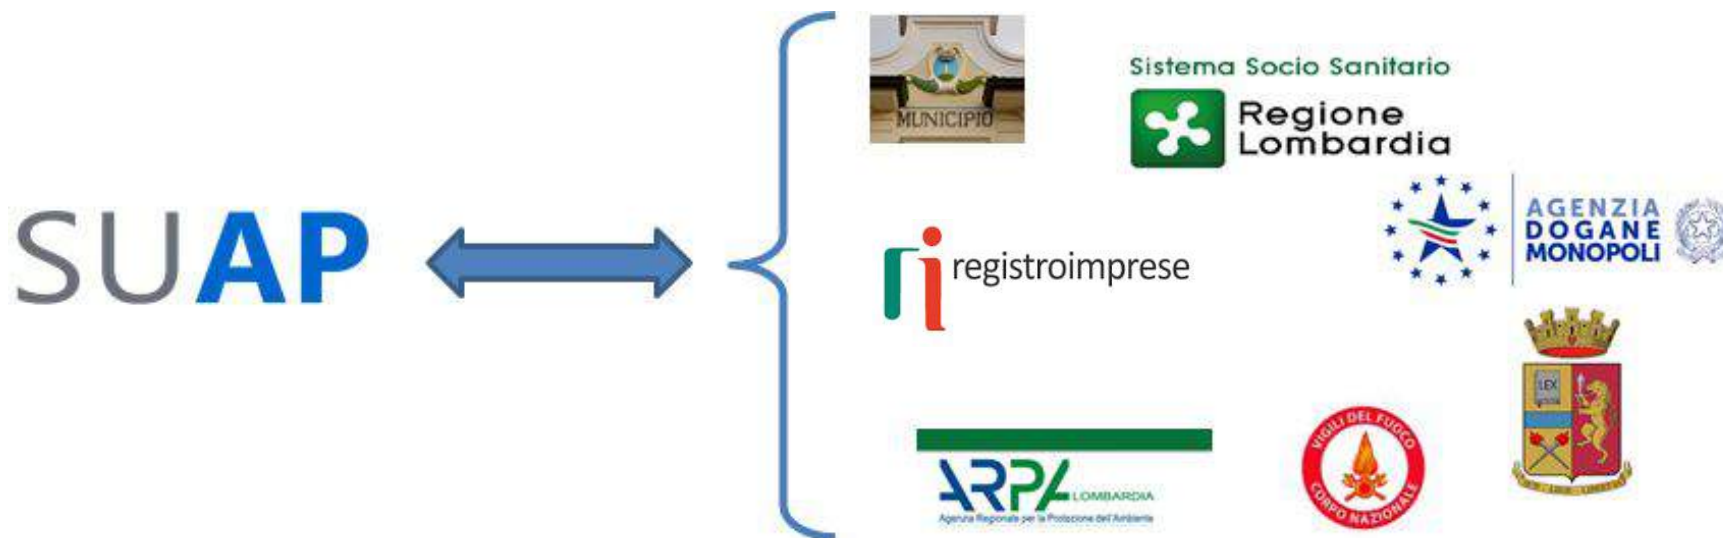 SUAP
MUNICIPIO
Sistema Socio Sanitario
Regione
Lombardia
AGENZIA
DOGANE
MONOPOLI
registroimprese
LEX
VIGILI DEL FUOCO
CORPO NAZIONALE
ARPA LOMBARDIA
Agenzia Regionale per la Protezione dell'Ambiente